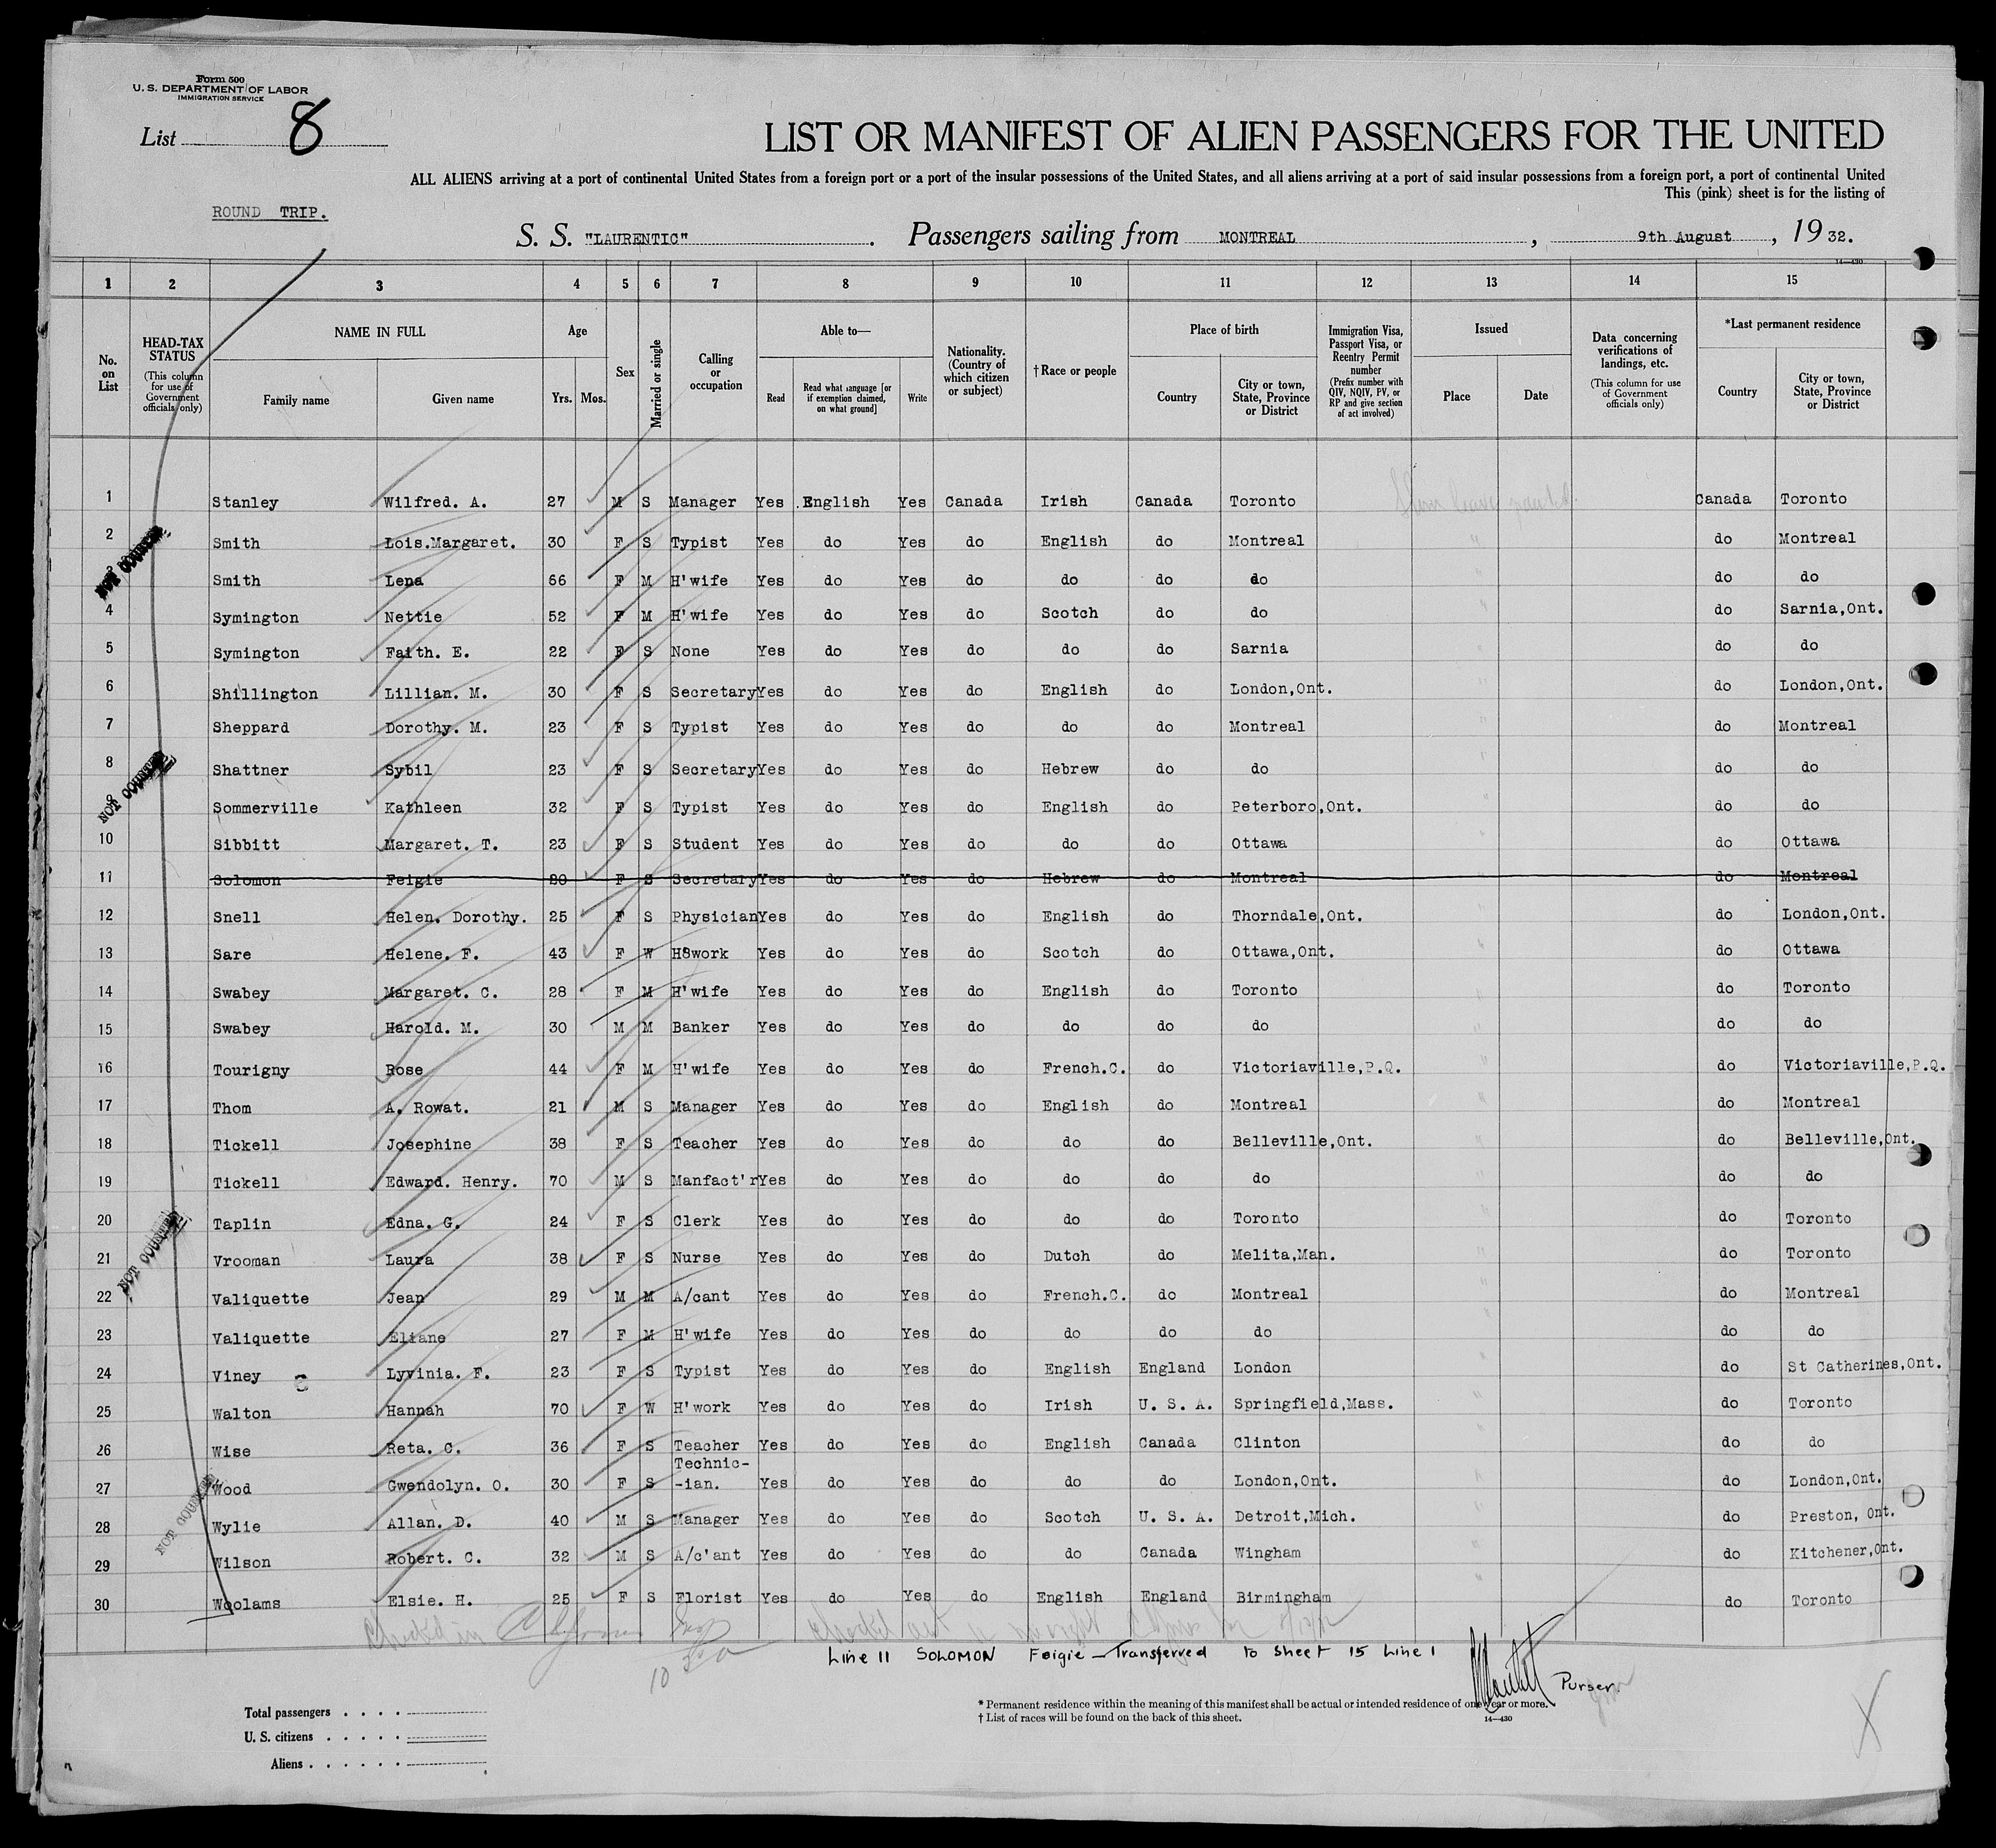 Form 500
U. S. DEPARTMENT OF LABOR
IMMIGRATION SERVICE
List 8
LIST OR MANIFEST OF ALIEN PASSENGERS FOR THE UNITED
ALL ALIENS arriving at a port of continental United States from a foreign port or a port of the insular possessions of the United States, and all aliens arriving at a port of said insular possessions from a foreign port, a port of continental United
This (pink) sheet is for the listing of
ROUND TRIP.
S. S. "LAURENTIC". Passengers sailing from MONTREAL, 9th August, 19 32.
14—430
1 2 3 4 5 6 7 8 9 10 11 12 13 14 15
No. on List
HEAD-TAX STATUS (This column for use of Government officials only)
NAME IN FULL
Family name Given name
Age
Yrs. Mos.
Sex
Married or single
Calling or occupation
Able to—
Read Read what language [or if exemption claimed, on what ground] Write
Nationality. (Country of which citizen or subject)
†Race or people
Place of birth
Country City or town, State, Province or District
Immigration Visa, Passport Visa, or Reentry Permit number (Prefix number with QIV, NQIV, PV, or RP and give section of act involved)
Issued
Place Date
Data concerning verifications of landings, etc. (This column for use of Government officials only)
*Last permanent residence
Country City or town, State, Province or District
1 Stanley Wilfred. A. 27 M S Manager Yes English Yes Canada Irish Canada Toronto Canada Toronto
2 Smith Lois.Margaret. 30 F S Typist Yes do Yes do English do Montreal do Montreal
NOT COUNTED
3 Smith Lena 66 F M H'wife Yes do Yes do do do do do do
4 Symington Nettie 52 F M H'wife Yes do Yes do Scotch do do do Sarnia,Ont.
5 Symington Faith. E. 22 F S None Yes do Yes do do do Sarnia do do
6 Shillington Lillian. M. 30 F S Secretary Yes do Yes do English do London,Ont. do London,Ont.
7 Sheppard Dorothy. M. 23 F S Typist Yes do Yes do do do Montreal do Montreal
8 Shattner Sybil 23 F S Secretary Yes do Yes do Hebrew do do do do
NOT COUNTED
9 Sommerville Kathleen 32 F S Typist Yes do Yes do English do Peterboro,Ont. do do
10 Sibbitt Margaret. T. 23 F S Student Yes do Yes do do do Ottawa do Ottawa
11 Solomon Feigie 20 F S Secretary Yes do Yes do Hebrew do Montreal do Montreal
12 Snell Helen. Dorothy. 25 F S Physician Yes do Yes do English do Thorndale,Ont. do London,Ont.
13 Sare Helene. F. 43 F W H8work Yes do Yes do Scotch do Ottawa,Ont. do Ottawa
14 Swabey Margaret. C. 28 F M H'wife Yes do Yes do English do Toronto do Toronto
15 Swabey Harold. M. 30 M M Banker Yes do Yes do do do do do do
16 Tourigny Rose 44 F M H'wife Yes do Yes do French.C. do Victoriaville,P.Q. do Victoriaville,P.Q.
17 Thom A. Rowat. 21 M S Manager Yes do Yes do English do Montreal do Montreal
18 Tickell Josephine 38 F S Teacher Yes do Yes do do do Belleville,Ont. do Belleville,Ont.
19 Tickell Edward. Henry. 70 M S Manfact'r Yes do Yes do do do do do do
20 Taplin Edna. G. 24 F S Clerk Yes do Yes do do do Toronto do Toronto
NOT COUNTED
21 Vrooman Laura 38 F S Nurse Yes do Yes do Dutch do Melita,Man. do Toronto
22 Valiquette Jean 29 M M A/cant Yes do Yes do French.C. do Montreal do Montreal
23 Valiquette Eliane 27 F M H'wife Yes do Yes do do do do do do
24 Viney Lyvinia. F. 23 F S Typist Yes do Yes do English England London do St Catherines,Ont.
25 Walton Hannah 70 F W H'work Yes do Yes do Irish U. S. A. Springfield,Mass. do Toronto
26 Wise Reta. C. 36 F S Teacher Yes do Yes do English Canada Clinton do do
27 Wood Gwendolyn. O. 30 F S Technic- -ian. Yes do Yes do do do London,Ont. do London,Ont.
NOT COUNTED
28 Wylie Allan. D. 40 M S Manager Yes do Yes do Scotch U. S. A. Detroit,Mich. do Preston, Ont.
29 Wilson Robert. C. 32 M S A/c'ant Yes do Yes do do Canada Wingham do Kitchener,Ont.
30 Woolams Elsie. H. 25 F S Florist Yes do Yes do English England Birmingham do Toronto
Checked in
Checked out
Line 11 SOLOMON Feigie — Transferred to Sheet 15 Line 1
Purser
Total passengers
U. S. citizens
Aliens
* Permanent residence within the meaning of this manifest shall be actual or intended residence of one year or more.
† List of races will be found on the back of this sheet.
14—430